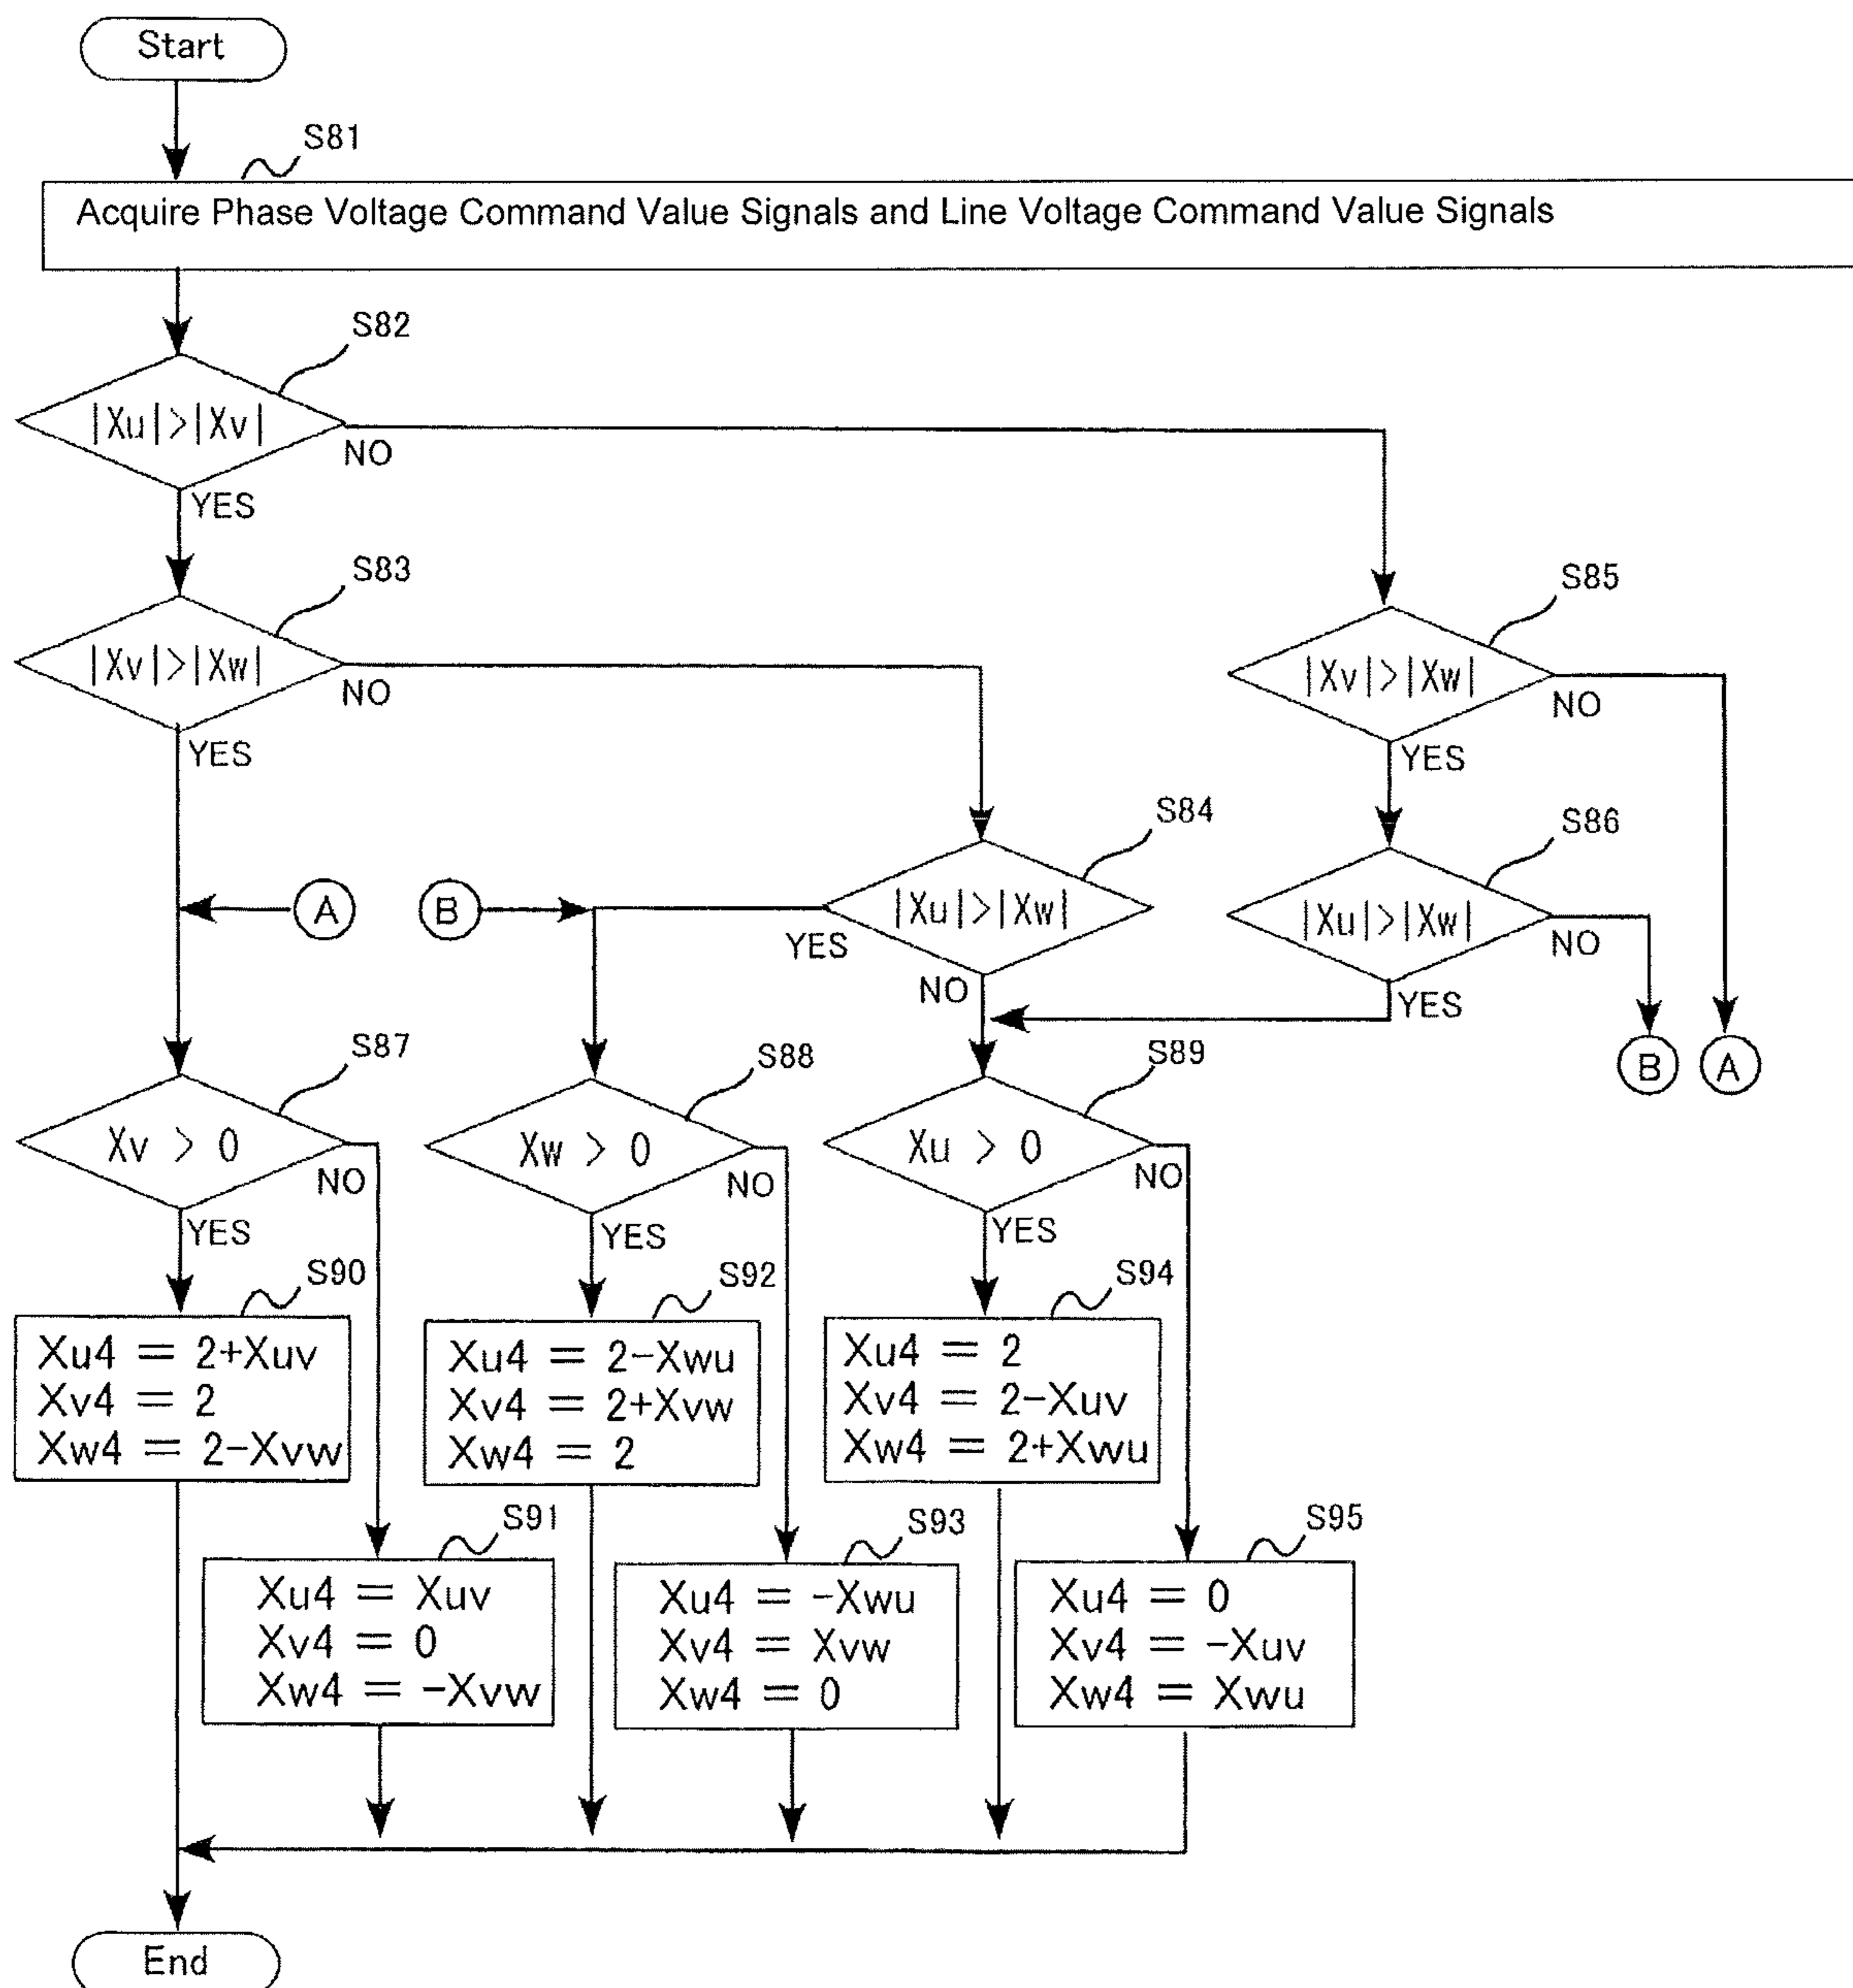 Start
S81
Acquire Phase Voltage Command Value Signals and Line Voltage Command Value Signals
S82
|Xu|>|Xv|
NO
YES
S83
|Xv|>|Xw|
NO
YES
S85
|Xv|>|Xw|
NO
YES
S84
|Xu|>|Xw|
YES
NO
S86
|Xu|>|Xw|
NO
YES
A
B
B
A
S87
Xv > 0
NO
YES
S88
Xw > 0
NO
YES
S89
Xu > 0
NO
YES
S90
Xu4 = 2+Xuv
Xv4 = 2
Xw4 = 2-Xvw
S92
Xu4 = 2-Xwu
Xv4 = 2+Xvw
Xw4 = 2
S94
Xu4 = 2
Xv4 = 2-Xuv
Xw4 = 2+Xwu
S91
Xu4 = Xuv
Xv4 = 0
Xw4 = -Xvw
S93
Xu4 = -Xwu
Xv4 = Xvw
Xw4 = 0
S95
Xu4 = 0
Xv4 = -Xuv
Xw4 = Xwu
End